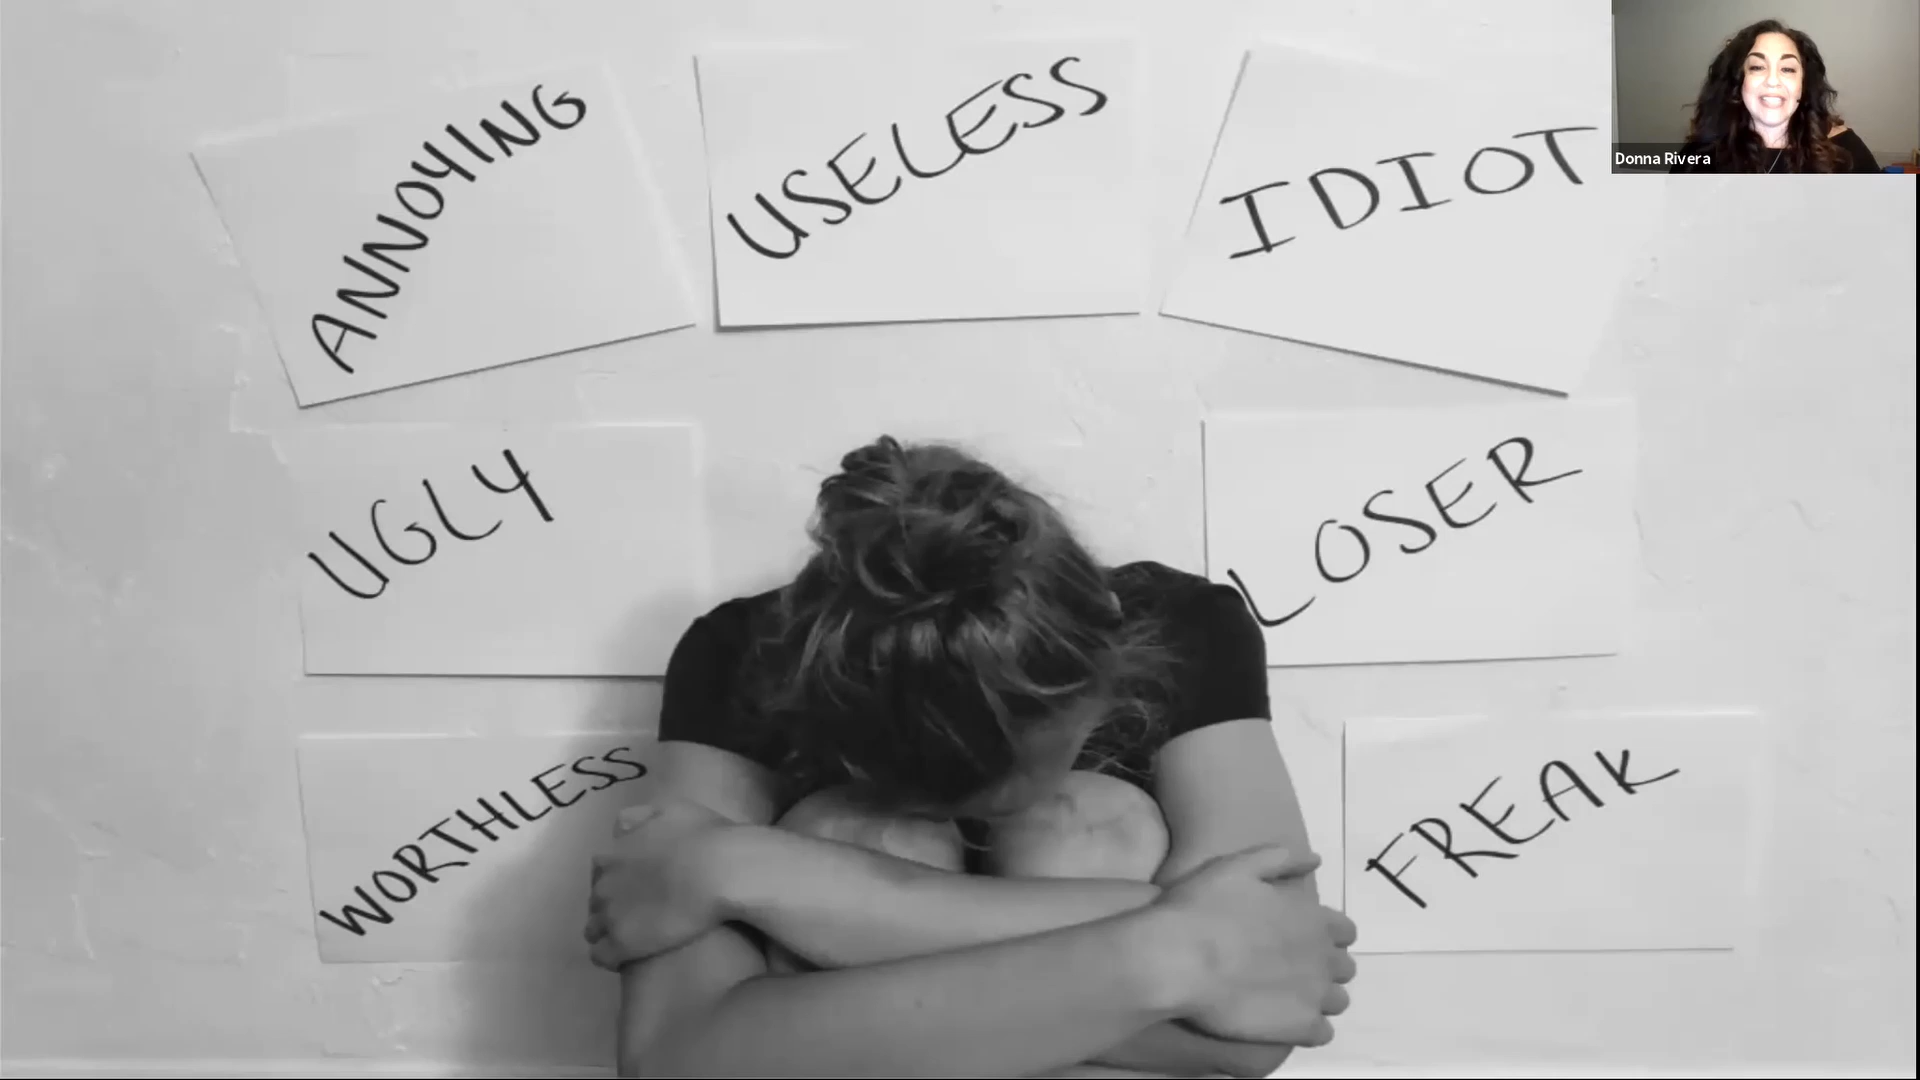 ANNOYING
USELESS
IDIOT
Donna Rivera
UGLY
LOSER
WORTHLESS
FREAK